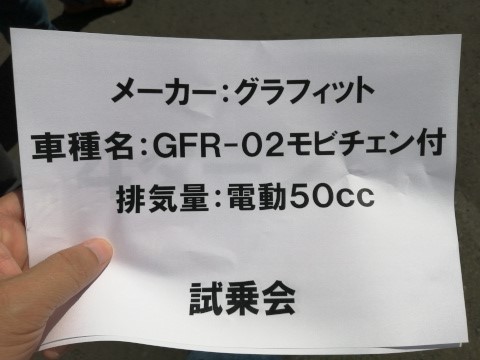 メーカー：グラフィット
車種名：GFR-02モビチェン付
排気量：電動50cc
試乗会